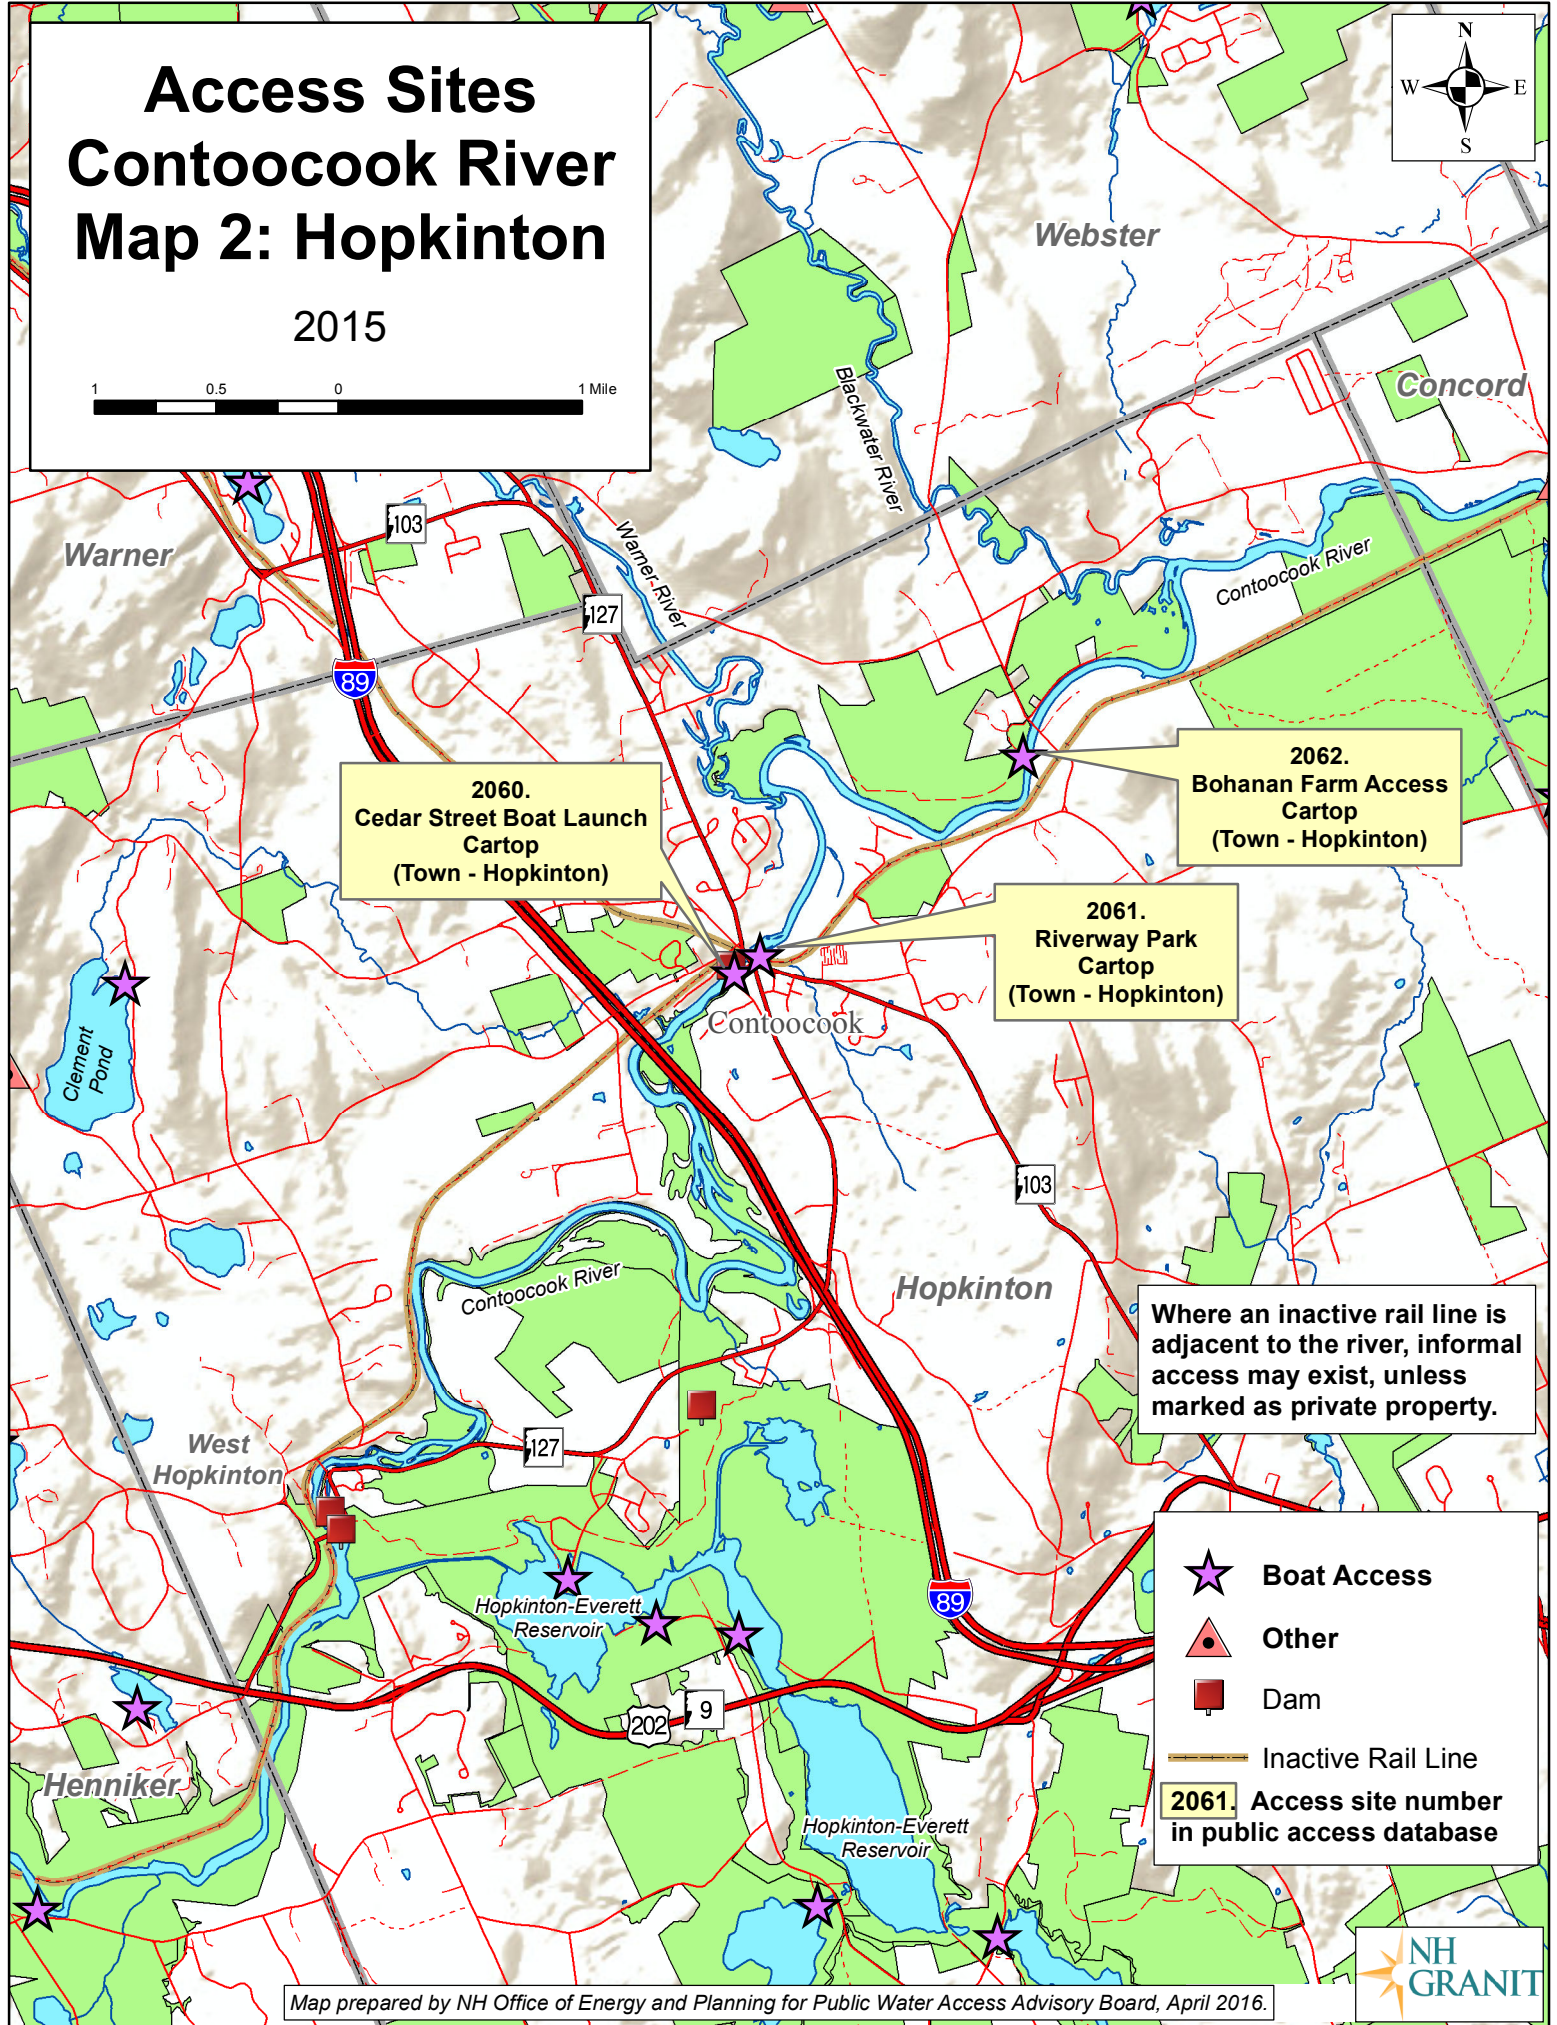 Access Sites
Contoocook River
Map 2: Hopkinton
2015
1 0.5 0 1 Mile
N
W E
S
Webster
Concord
Blackwater River
Warner
103
Warner River
127
Contoocook River
89
2062.
Bohanan Farm Access
Cartop
(Town - Hopkinton)
2060.
Cedar Street Boat Launch
Cartop
(Town - Hopkinton)
2061.
Riverway Park
Cartop
(Town - Hopkinton)
Contoocook
Clement
Pond
103
Contoocook River
Hopkinton
Where an inactive rail line is
adjacent to the river, informal
access may exist, unless
marked as private property.
West
Hopkinton
127
89
Hopkinton-Everett
Reservoir
202
9
Henniker
Hopkinton-Everett
Reservoir
Boat Access
Other
Dam
Inactive Rail Line
2061. Access site number
in public access database
NH
GRANIT
Map prepared by NH Office of Energy and Planning for Public Water Access Advisory Board, April 2016.